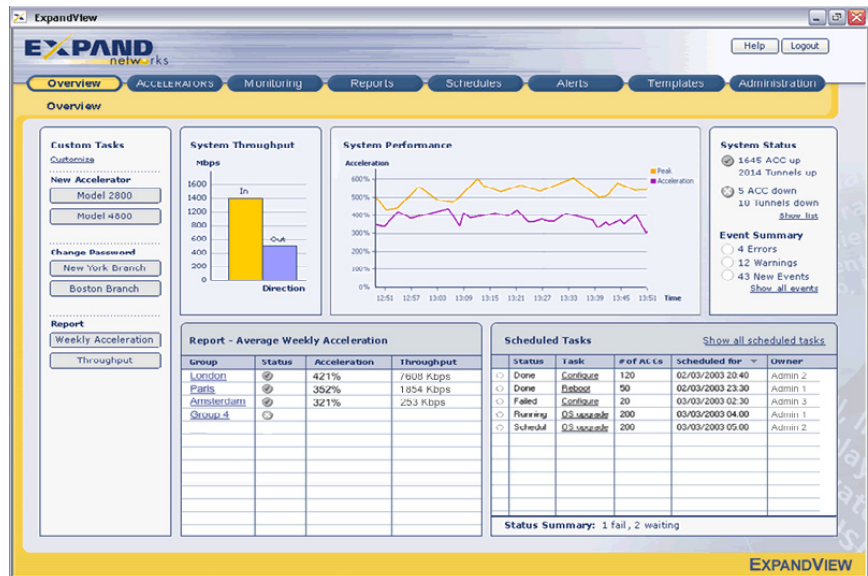 ExpandView
EXPAND
networks
Help Logout
Overview ACCELERATORS Monitoring Reports Schedules Alerts Templates Administration
Overview
Custom Tasks
Customize
New Accelerator
Model 2800
Model 4800
Change Password
New York Branch
Boston Branch
Report
Weekly Acceleration
Throughput
System Throughput
Mbps
1600
1400
1200
1000
800
600
400
200
0
In
Out
Direction
System Performance
Acceleration
600%
500%
400%
300%
200%
100%
0%
Peak
Acceleration
12:51 12:57 13:03 13:09 13:15 13:21 13:27 13:33 13:39 13:45 13:51 Time
System Status
1645 ACC up
2014 Tunnels up
5 ACC down
10 Tunnels down
Show list
Event Summary
4 Errors
12 Warnings
43 New Events
Show all events
Report - Average Weekly Acceleration
Group Status Acceleration Throughput
London 421% 7608 Kbps
Paris 352% 1854 Kbps
Amsterdam 321% 253 Kbps
Group 4
Scheduled Tasks Show all scheduled tasks
Status Task # of ACCs Scheduled for Owner
Done Configure 120 02/03/2003 20:40 Admin 2
Done Reboot 50 02/03/2003 23:30 Admin 1
Failed Configure 20 03/03/2003 02:30 Admin 3
Running OS upgrade 200 03/03/2003 04:00 Admin 1
Schedul OS upgrade 200 03/03/2003 05:00 Admin 2
Status Summary: 1 fail, 2 waiting
EXPANDVIEW